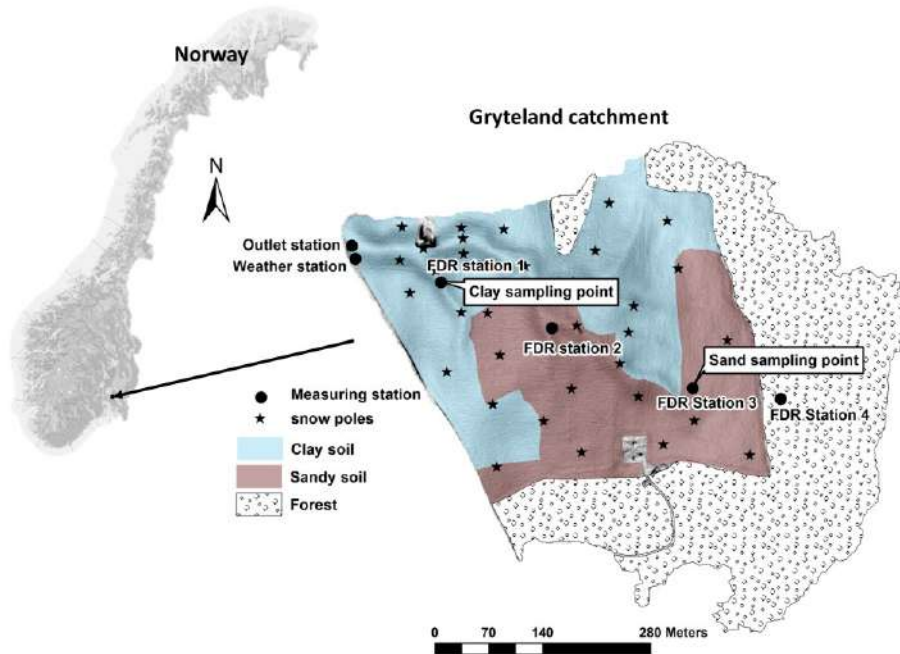 Norway
Gryteland catchment
N
Outlet station
Weather station
FDR station 1
Clay sampling point
FDR station 2
Sand sampling point
FDR Station 3
FDR Station 4
Measuring station
snow poles
Clay soil
Sandy soil
Forest
0 70 140 280 Meters